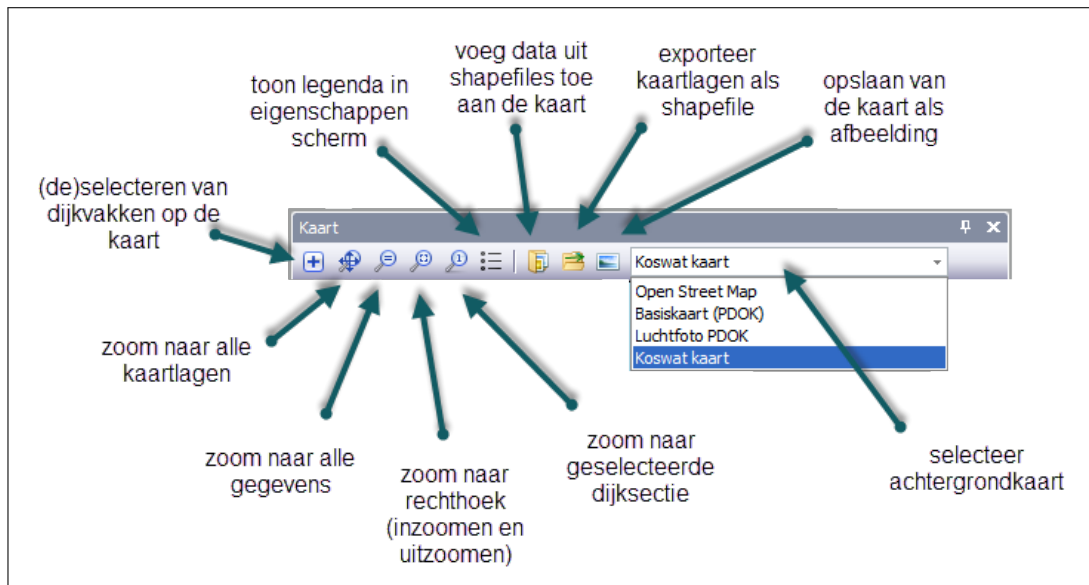 voeg data uit
shapefiles toe
aan de kaart
exporteer
kaartlagen als
shapefile
toon legenda in
eigenschappen
scherm
opslaan van
de kaart als
afbeelding
(de)selecteren van
dijkvakken op de
kaart
Kaart
Koswat kaart
Open Street Map
Basiskaart (PDOK)
Luchtfoto PDOK
Koswat kaart
zoom naar alle
kaartlagen
zoom naar alle
gegevens
zoom naar
rechthoek
(inzoomen en
uitzoomen)
zoom naar
geselecteerde
dijksectie
selecteer
achtergrondkaart